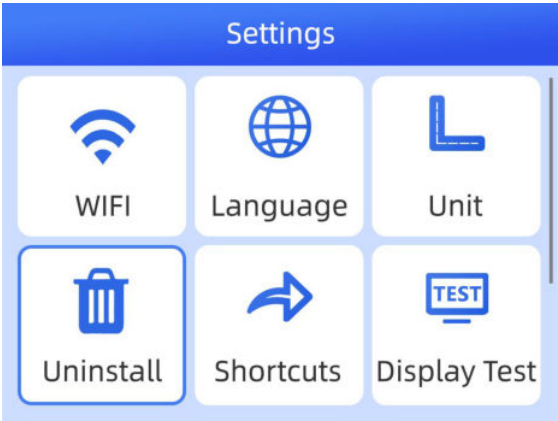 Settings
WIFI
Language
Unit
TEST
Uninstall
Shortcuts
Display Test